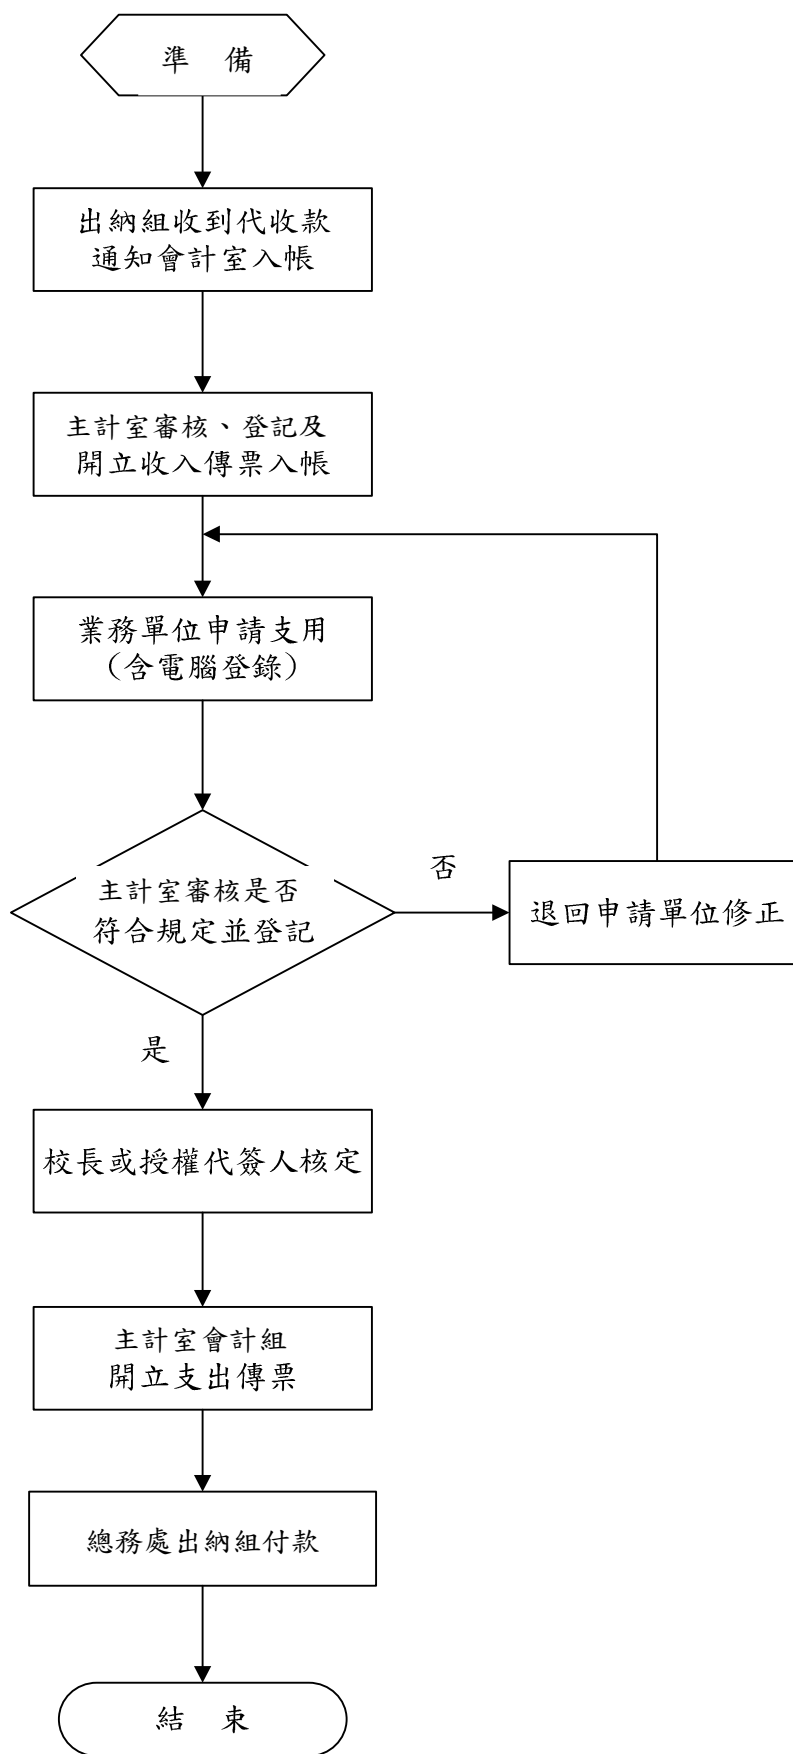 準 備
出納組收到代收款
通知會計室入帳
主計室審核、登記及
開立收入傳票入帳
業務單位申請支用
（含電腦登錄）
主計室審核是否
符合規定並登記
否
退回申請單位修正
是
校長或授權代簽人核定
主計室會計組
開立支出傳票
總務處出納組付款
結 束